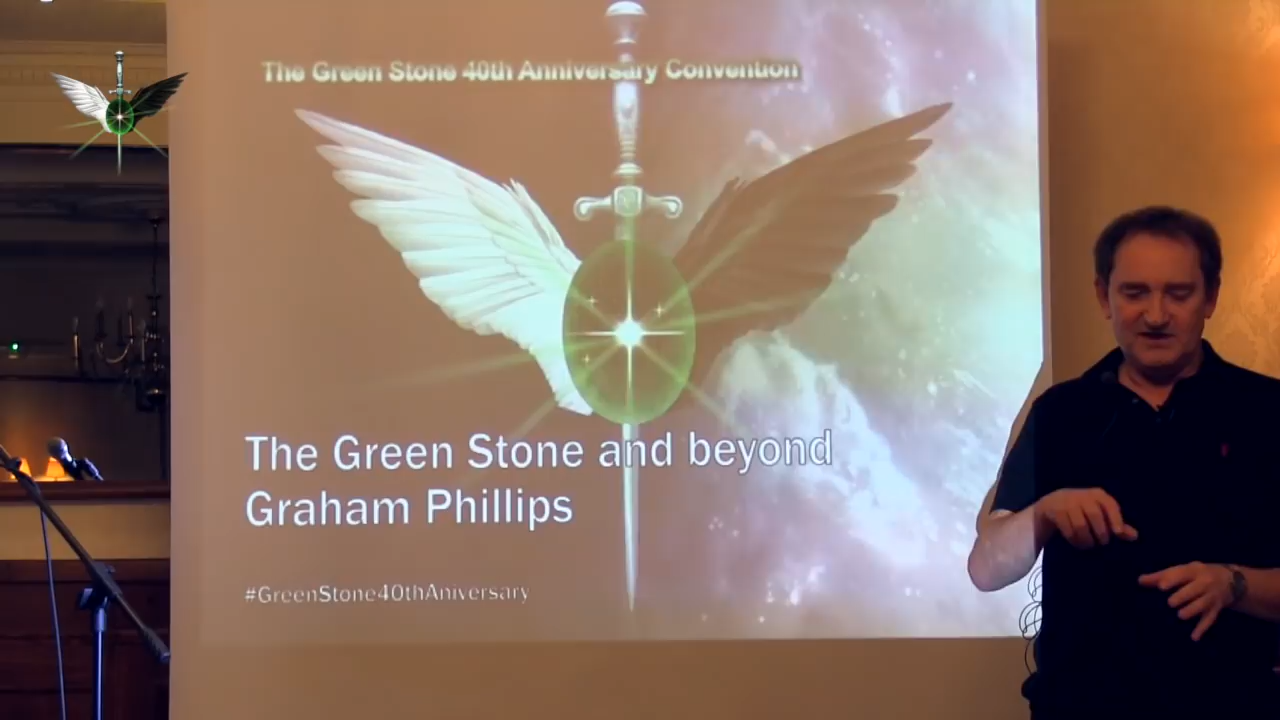 The Green Stone 40th Anniversary Convention
The Green Stone and beyond
Graham Phillips
#GreenStone40thAniversary